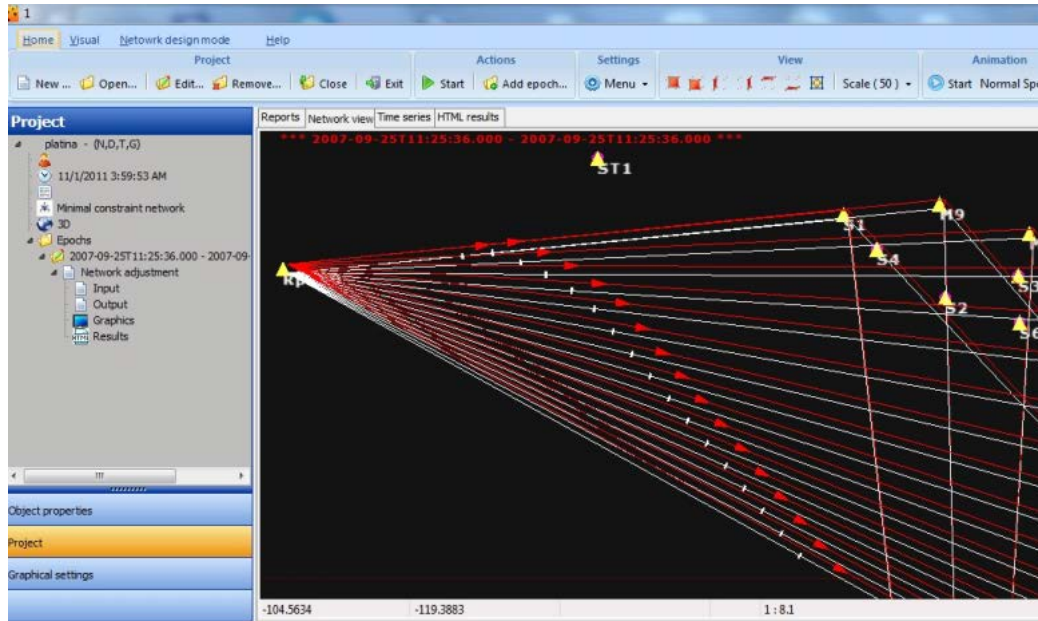 1
Home Visual Netowrk design mode Help
Project Actions Settings View Animation
New ... Open... Edit... Remove... Close Exit Start Add epoch... Menu Scale ( 50 ) Start Normal Spe
Project
platina - (N,D,T,G)
11/1/2011 3:59:53 AM
Minimal constraint network
3D
Epochs
2007-09-25T11:25:36.000 - 2007-09-
Network adjustment
Input
Output
Graphics
Results
Object properties
Project
Graphical settings
Reports Network view Time series HTML results
*** 2007-09-25T11:25:36.000 - 2007-09-25T11:25:36.000 ***
ST1
S1 M9
S4
S3
S2
S6
-104.5634 -119.3883 1 : 8.1